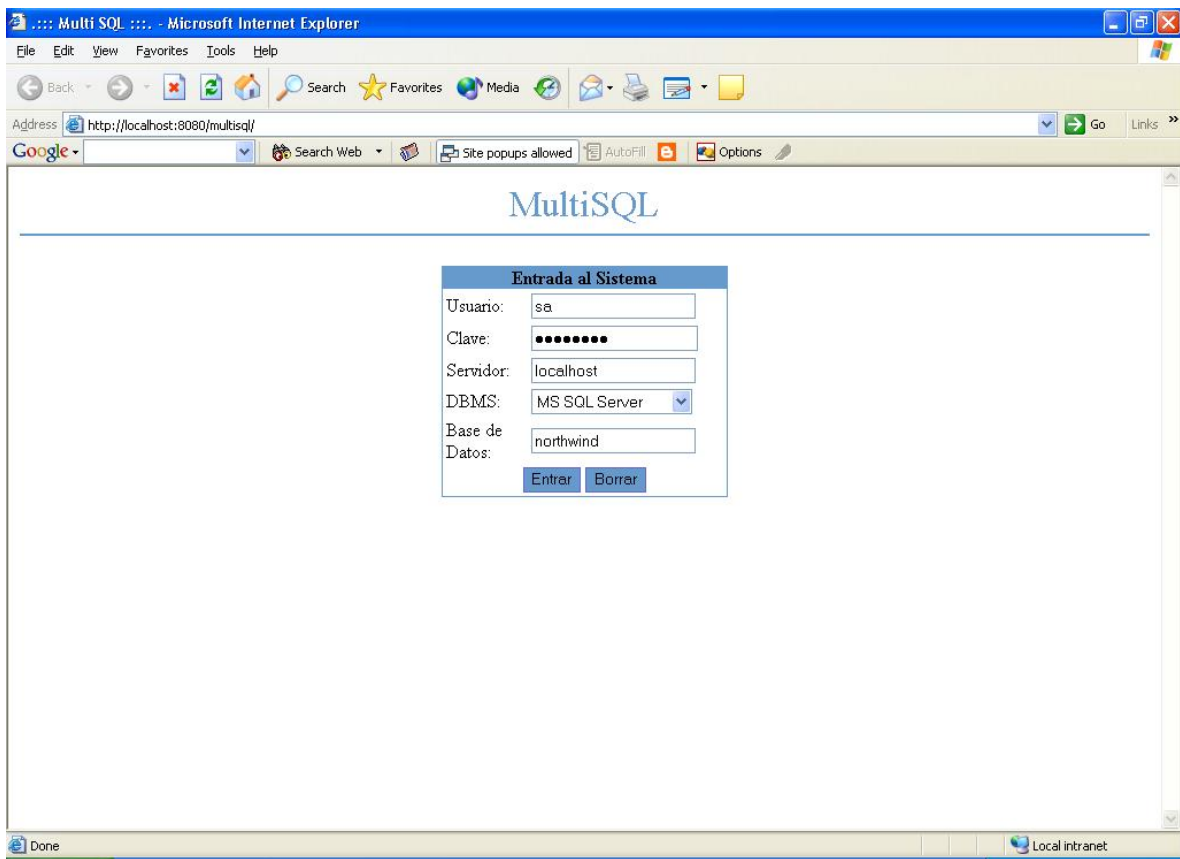 .::: Multi SQL :::. - Microsoft Internet Explorer
File Edit View Favorites Tools Help
Back Search Favorites Media
Address http://localhost:8080/multisql/ Go Links »
Google Search Web Site popups allowed AutoFill Options
MultiSQL
Entrada al Sistema
Usuario: sa
Clave: ●●●●●●●●
Servidor: localhost
DBMS: MS SQL Server
Base de
Datos: northwind
Entrar Borrar
Done Local intranet